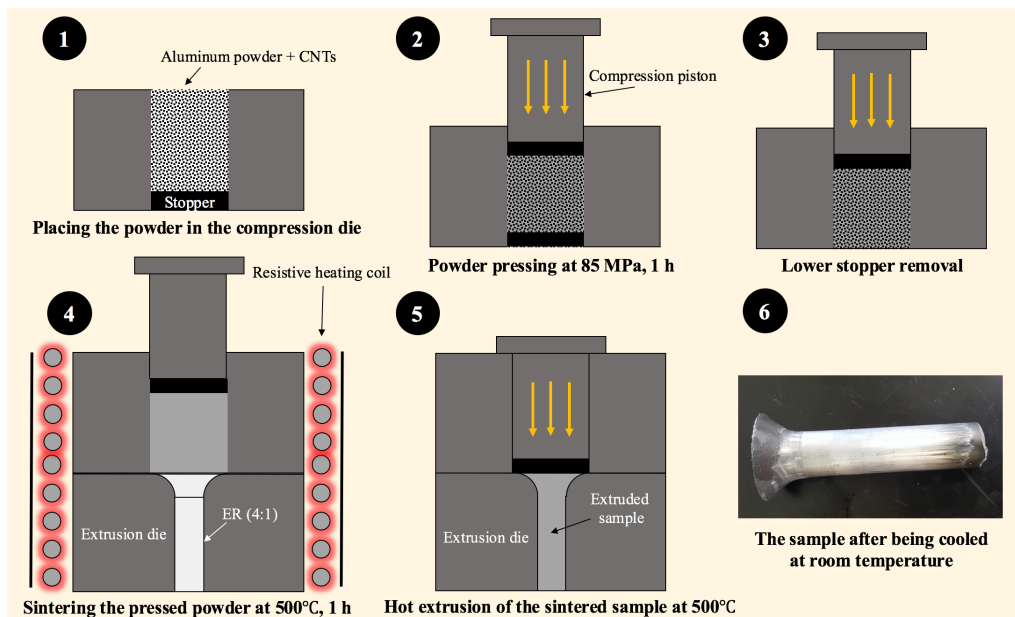 1
Aluminum powder + CNTs
Stopper
Placing the powder in the compression die
2
Compression piston
Powder pressing at 85 MPa, 1 h
3
Lower stopper removal
4
Resistive heating coil
Extrusion die
ER (4:1)
Sintering the pressed powder at 500℃, 1 h
5
Extruded
sample
Extrusion die
Hot extrusion of the sintered sample at 500℃
6
The sample after being cooled
at room temperature